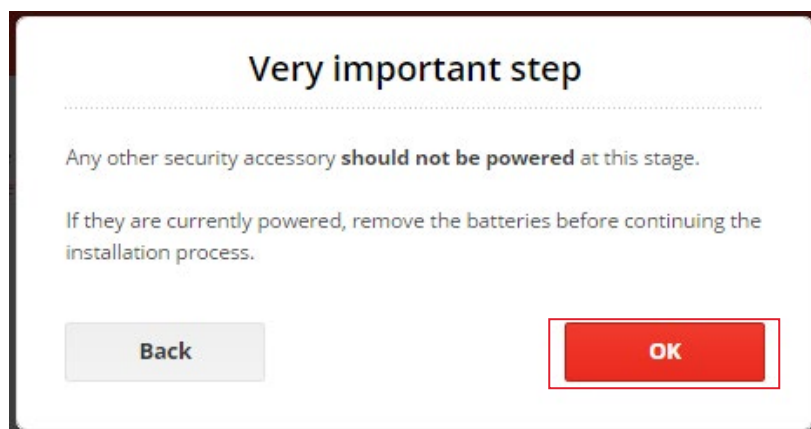 Very important step
Any other security accessory should not be powered at this stage.
If they are currently powered, remove the batteries before continuing the
installation process.
Back
OK